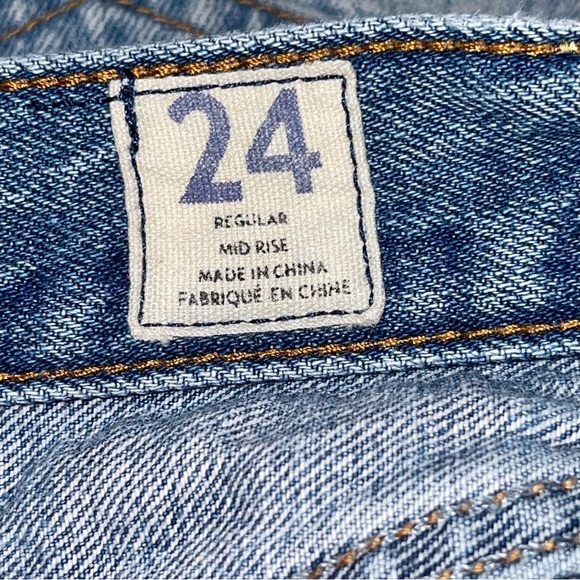 24
REGULAR
MID RISE
MADE IN CHINA
FABRIQUÉ EN CHINE